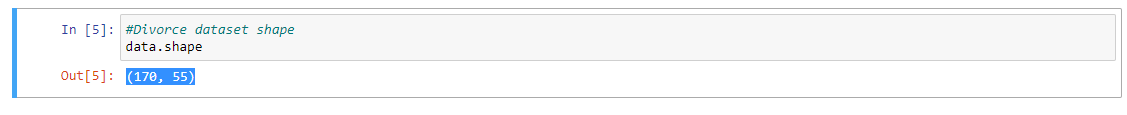 In [5]: #Divorce dataset shape
data.shape
Out[5]: (170, 55)